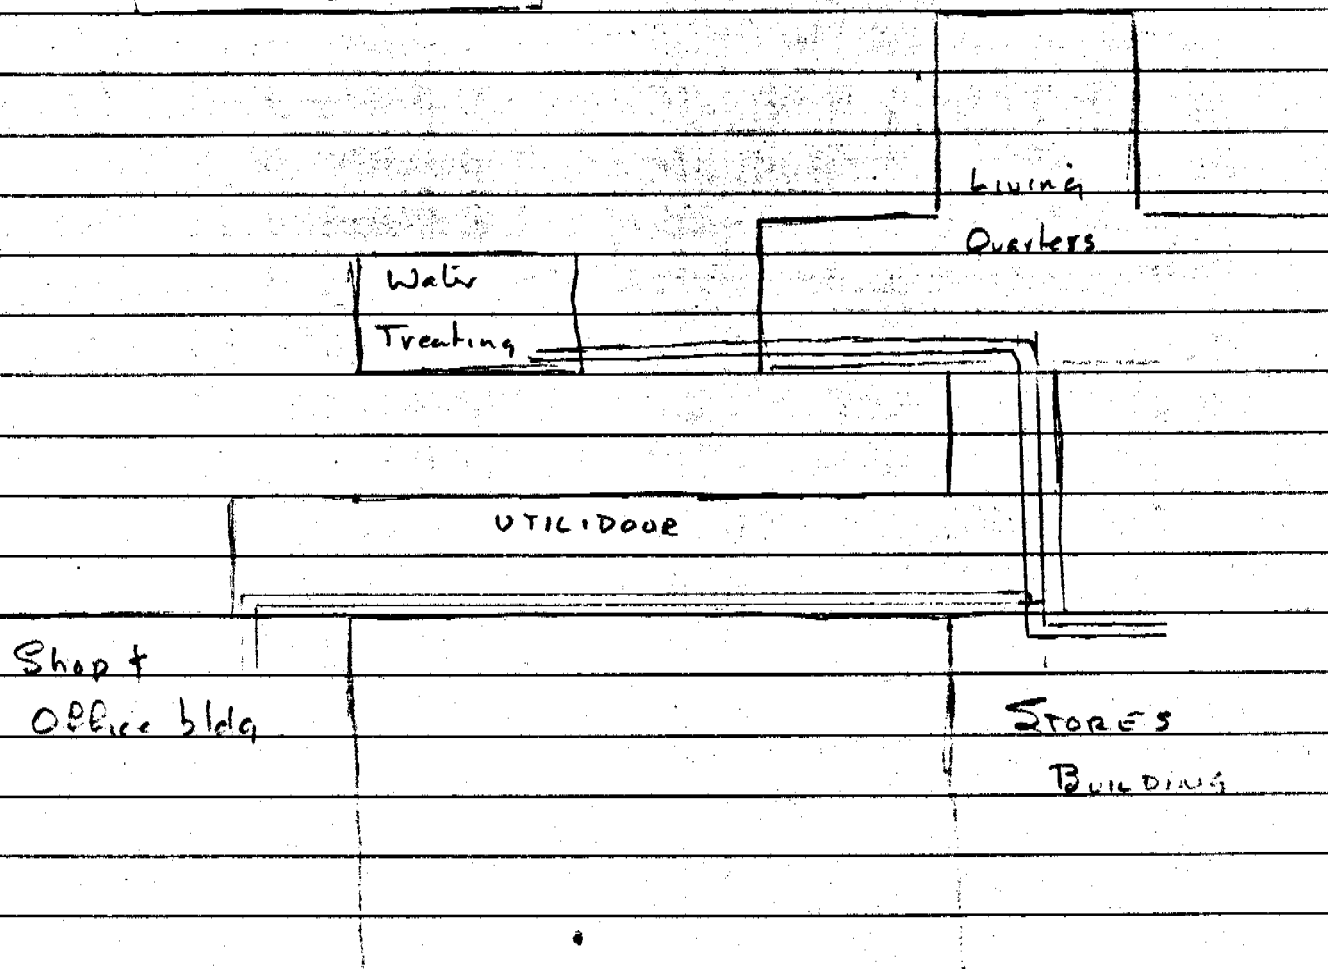 Living
Quarters
Water
Treating
UTILIDOOR
Shop +
Office bldg
STORES
BUILDING